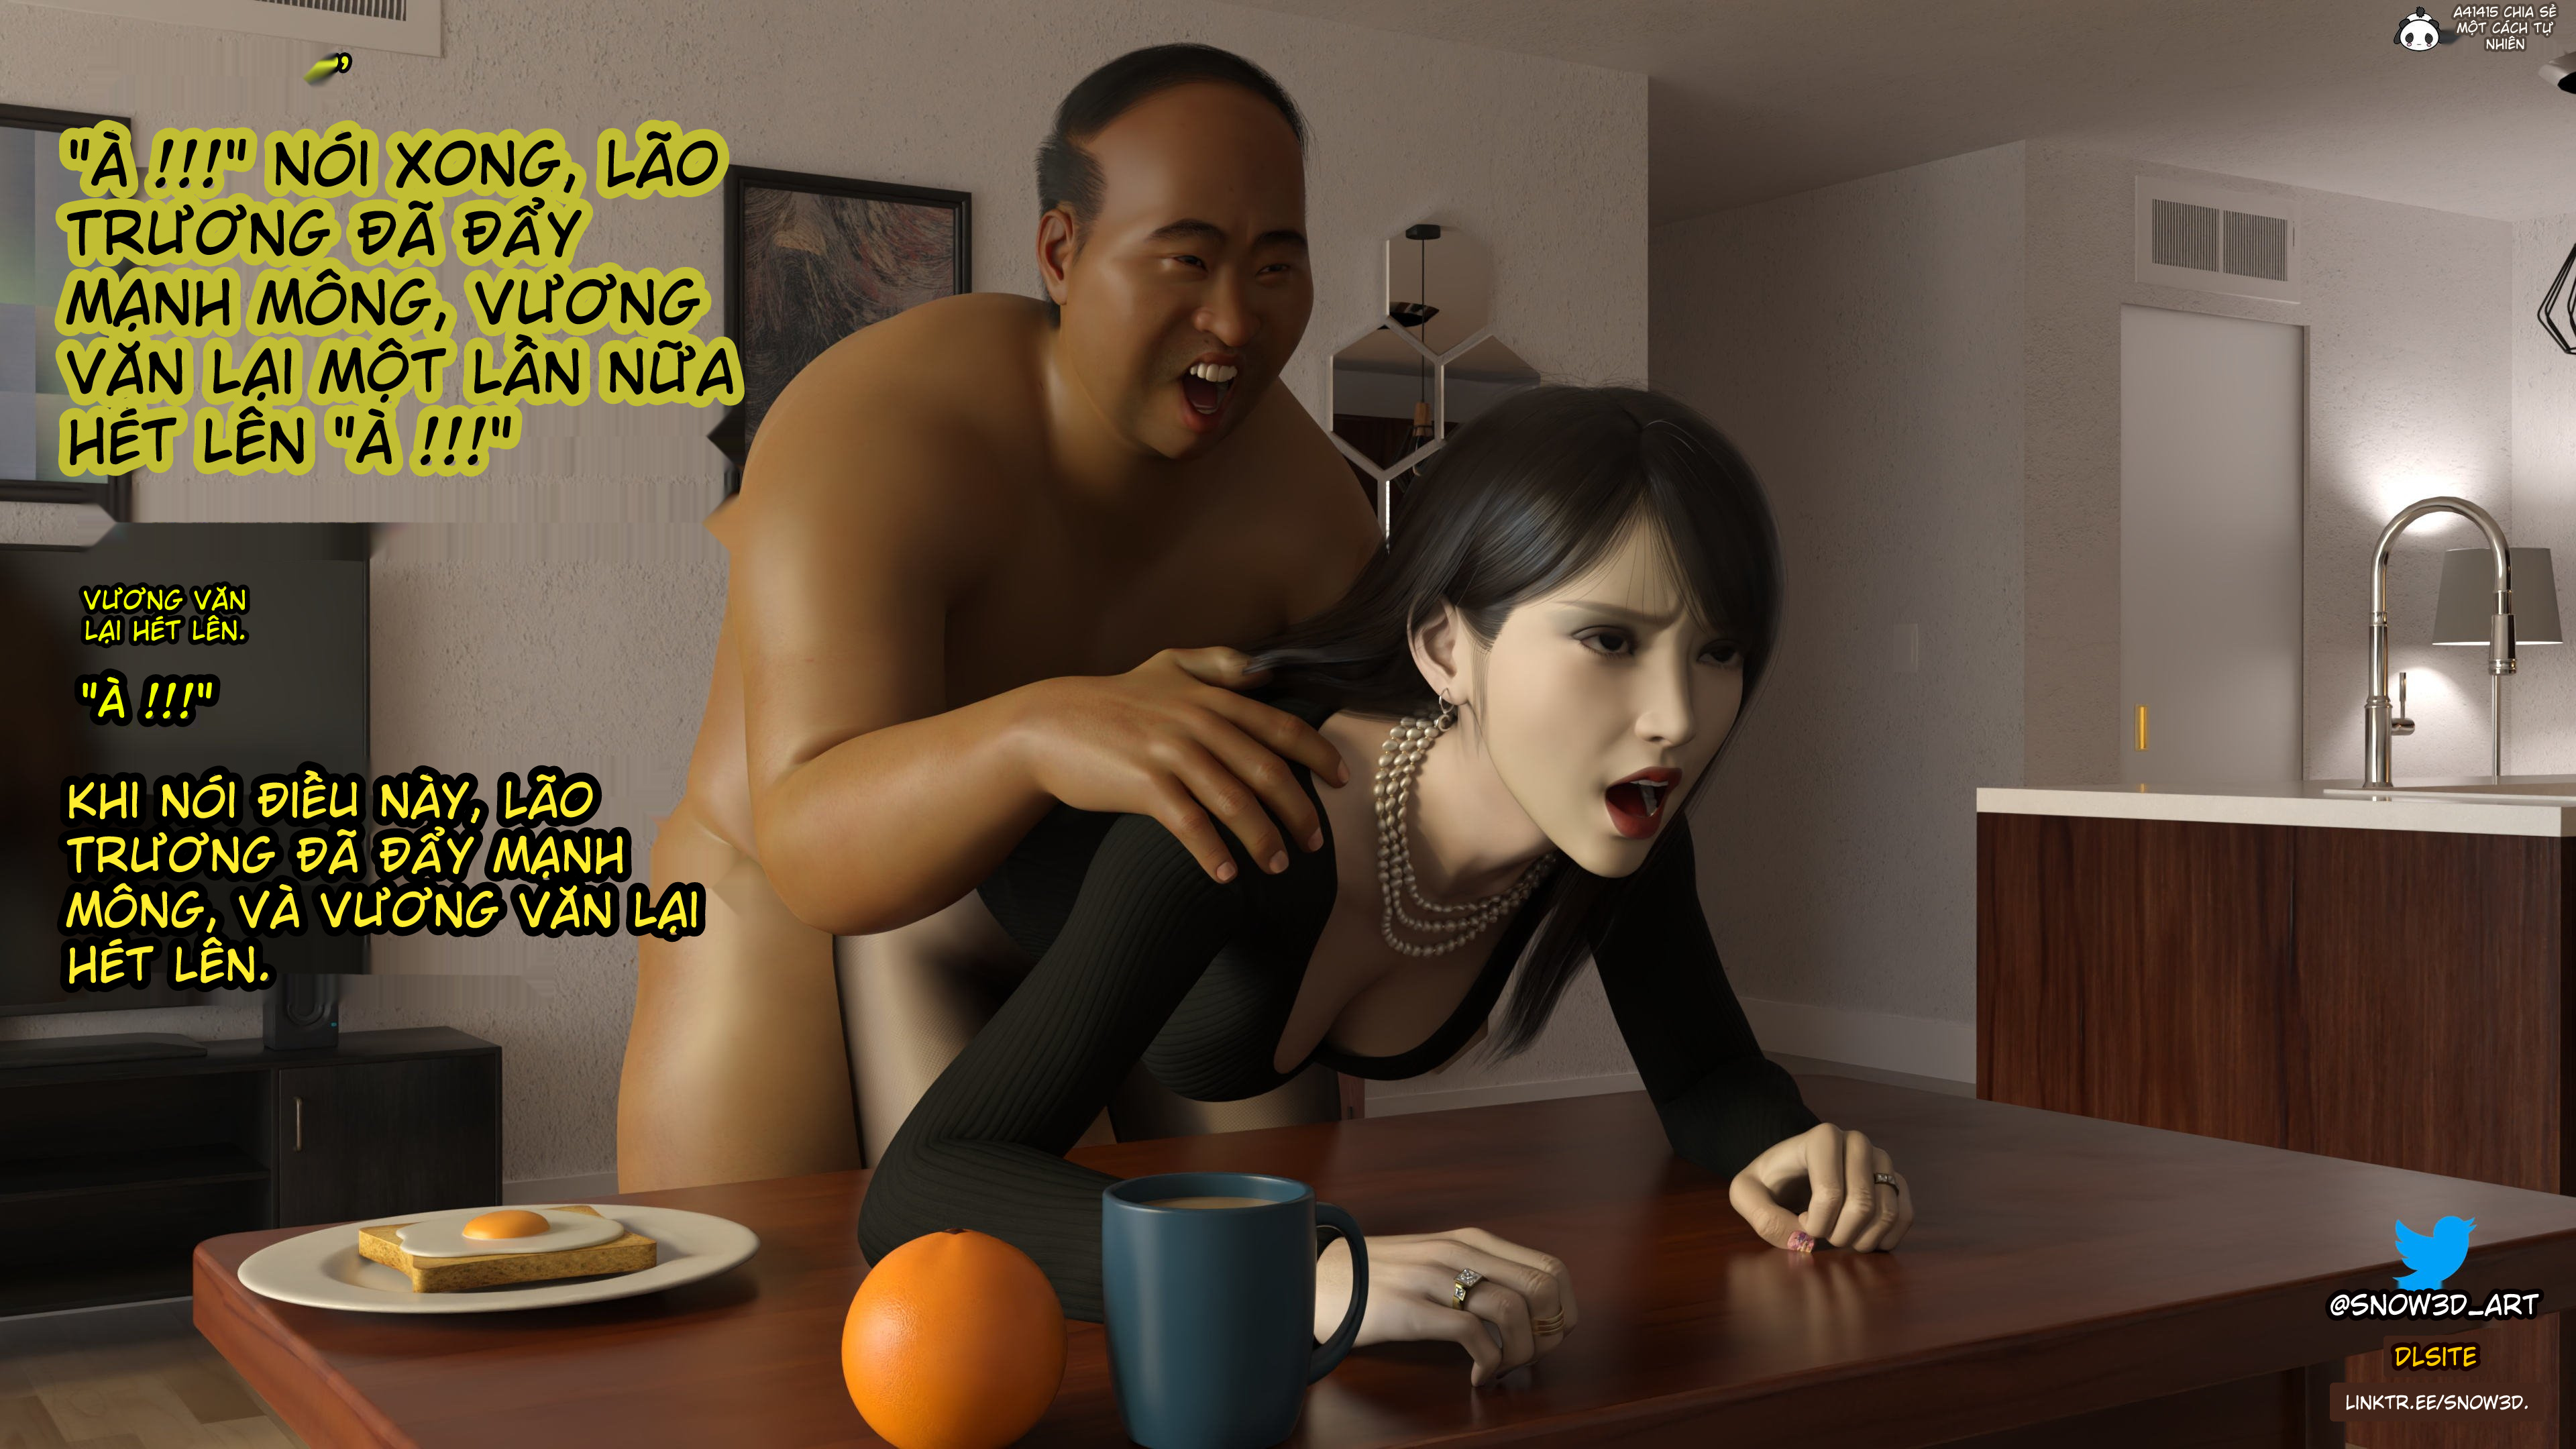 A41415 CHIA SẺ
MỘT CÁCH TỰ
NHIÊN
"À !!!" NÓI XONG, LÃO
TRƯƠNG ĐÃ ĐẨY
MẠNH MÔNG, VƯƠNG
VĂN LẠI MỘT LẦN NỮA
HÉT LÊN "À !!!"
VƯƠNG VĂN
LẠI HÉT LÊN.
"À !!!"
KHI NÓI ĐIỀU NÀY, LÃO
TRƯƠNG ĐÃ ĐẨY MẠNH
MÔNG, VÀ VƯƠNG VĂN LẠI
HÉT LÊN.
@SNOW3D_ART
DLSITE
LINKTR.EE/SNOW3D.